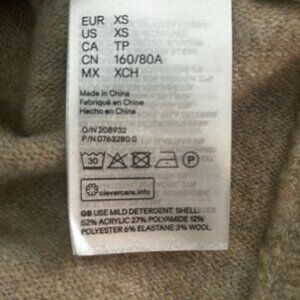 EUR XS
US XS
CA TP
CN 160/80A
MX XCH
Made in China
Fabriqué en Chine
Hecho en China
O/N 208932
P/N 0763280 0
30 P
clevercare.info
GB USE MILD DETERGENT. SHELL:
52% ACRYLIC 27% POLYAMIDE 12%
POLYESTER 6% ELASTANE 3% WOOL.